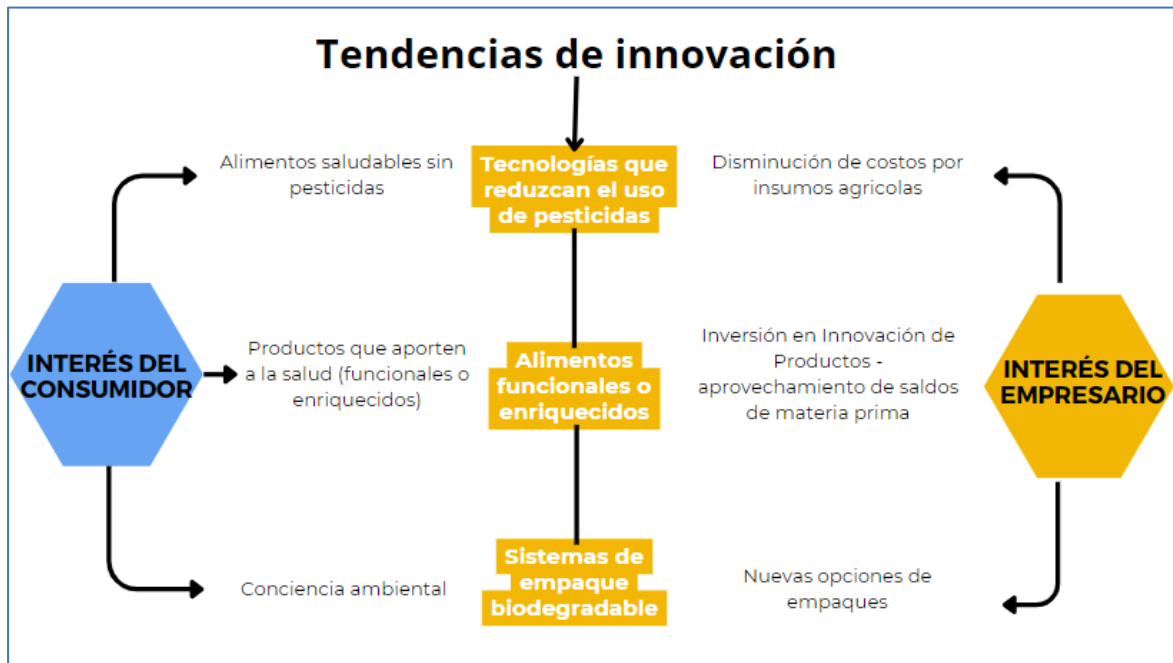 Tendencias de innovación
Alimentos saludables sin
pesticidas
Tecnologías que
reduzcan el uso
de pesticidas
Disminución de costos por
insumos agricolas
INTERÉS DEL
CONSUMIDOR
Productos que aporten
a la salud (funcionales o
enriquecidos)
Alimentos
funcionales o
enriquecidos
Inversión en Innovación de
Productos -
aprovechamiento de saldos
de materia prima
INTERÉS DEL
EMPRESARIO
Conciencia ambiental
Sistemas de
empaque
biodegradable
Nuevas opciones de
empaques